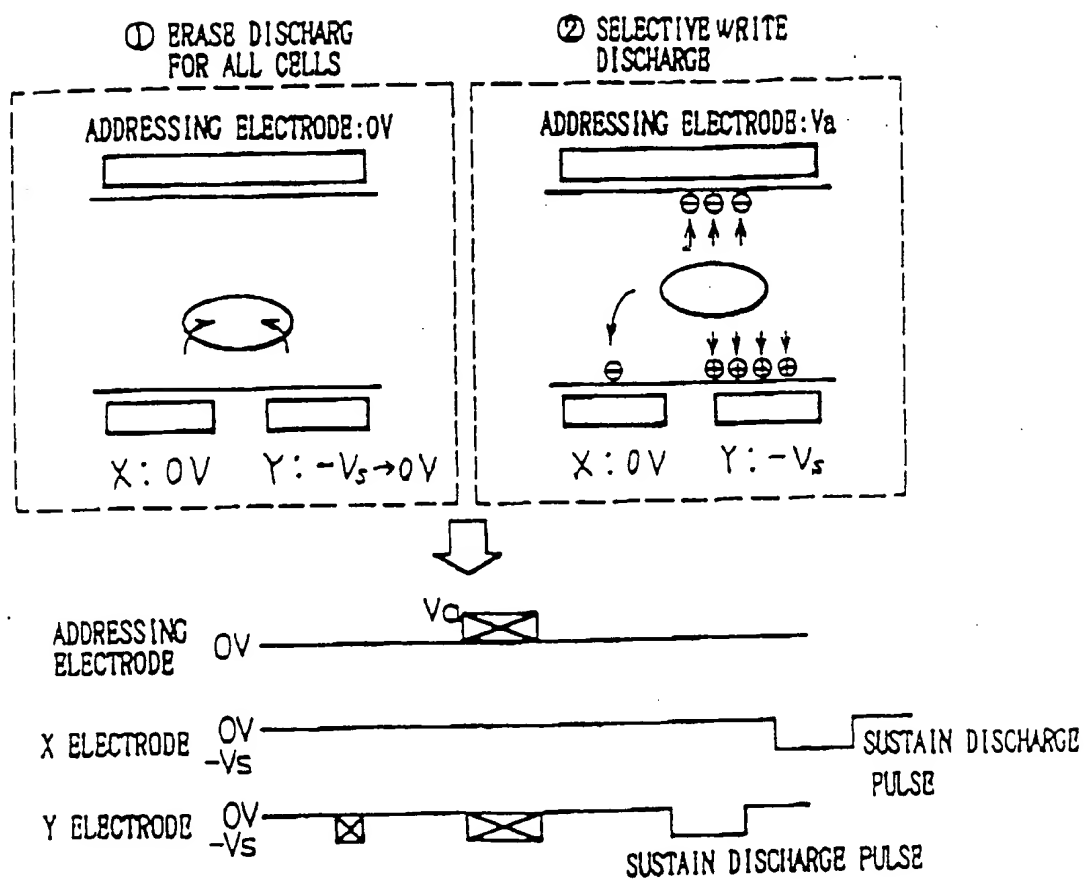 ① ERASE DISCHARG
FOR ALL CELLS
② SELECTIVE WRITE
DISCHARGE
ADDRESSING ELECTRODE:0V
ADDRESSING ELECTRODE:Va
⊖ ⊖ ⊖
⊖
⊕ ⊕ ⊕ ⊕
X: 0V
Y: -Vs→0V
X: 0V
Y: -Vs
Va
ADDRESSING
ELECTRODE
0V
X ELECTRODE
0V
-Vs
SUSTAIN DISCHARGE
PULSE
Y ELECTRODE
0V
-Vs
SUSTAIN DISCHARGE PULSE